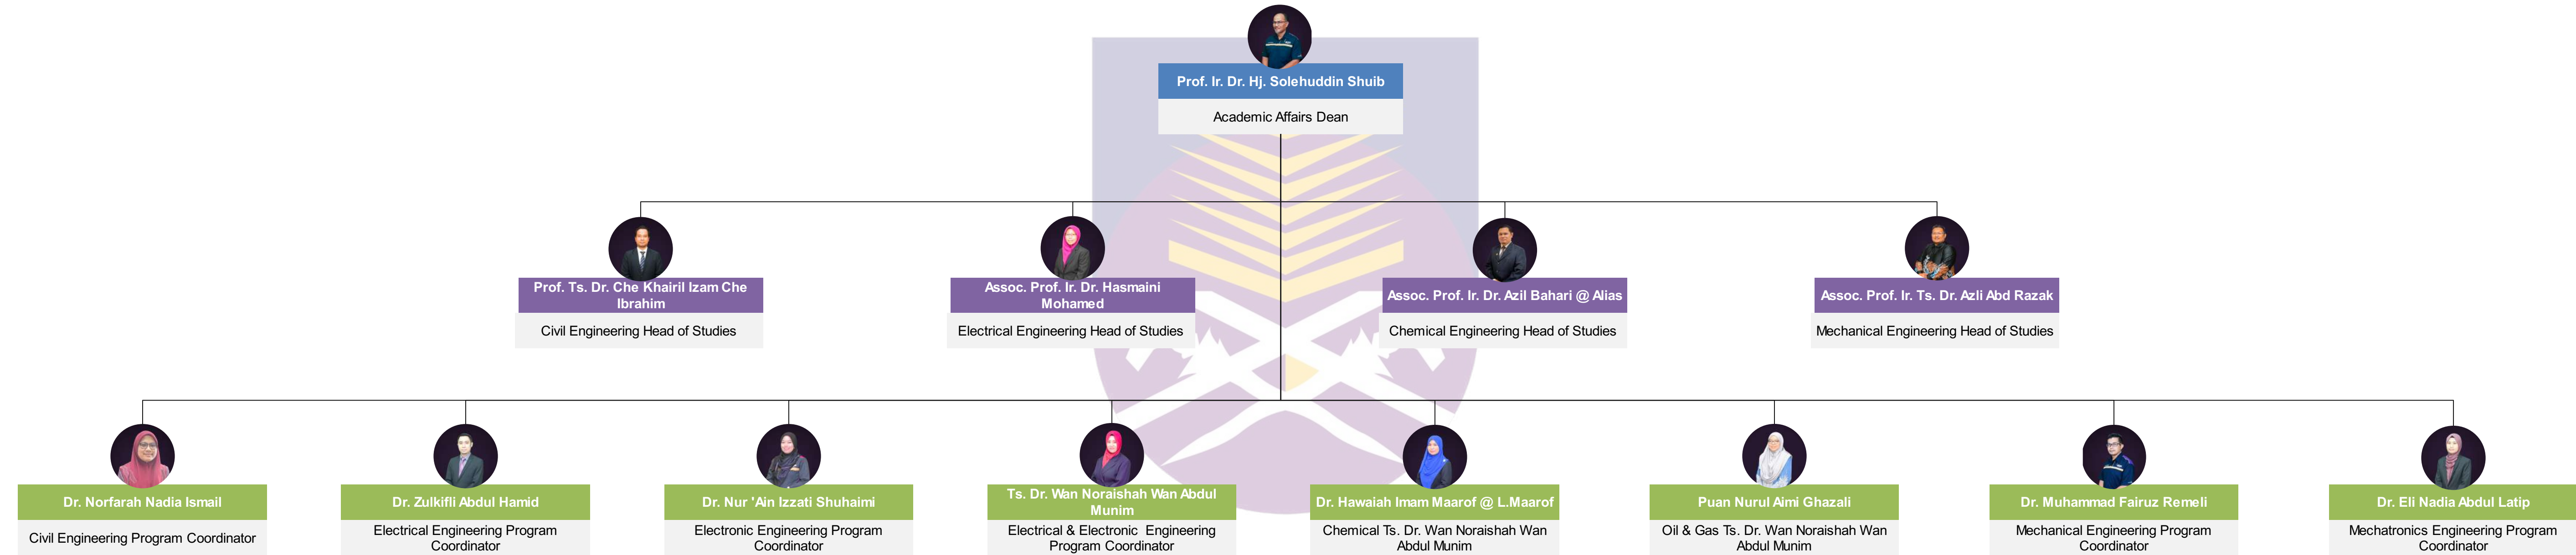 Prof. Ir. Dr. Hj. Solehuddin Shuib
Academic Affairs Dean
Prof. Ts. Dr. Che Khairil Izam Che
Ibrahim
Civil Engineering Head of Studies
Assoc. Prof. Ir. Dr. Hasmaini
Mohamed
Electrical Engineering Head of Studies
Assoc. Prof. Ir. Dr. Azil Bahari @ Alias
Chemical Engineering Head of Studies
Assoc. Prof. Ir. Ts. Dr. Azli Abd Razak
Mechanical Engineering Head of Studies
Dr. Norfarah Nadia Ismail
Civil Engineering Program Coordinator
Dr. Zulkifli Abdul Hamid
Electrical Engineering Program
Coordinator
Dr. Nur 'Ain Izzati Shuhaimi
Electronic Engineering Program
Coordinator
Ts. Dr. Wan Noraishah Wan Abdul
Munim
Electrical & Electronic Engineering
Program Coordinator
Dr. Hawaiah Imam Maarof @ L.Maarof
Chemical Ts. Dr. Wan Noraishah Wan
Abdul Munim
Puan Nurul Aimi Ghazali
Oil & Gas Ts. Dr. Wan Noraishah Wan
Abdul Munim
Dr. Muhammad Fairuz Remeli
Mechanical Engineering Program
Coordinator
Dr. Eli Nadia Abdul Latip
Mechatronics Engineering Program
Coordinator